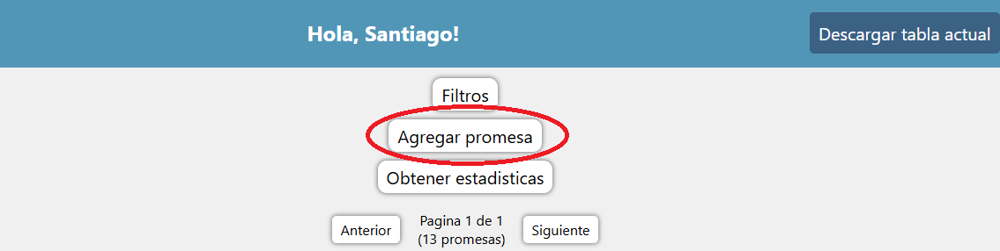 Hola, Santiago!
Descargar tabla actual
Filtros
Agregar promesa
Obtener estadisticas
Anterior
Pagina 1 de 1
(13 promesas)
Siguiente